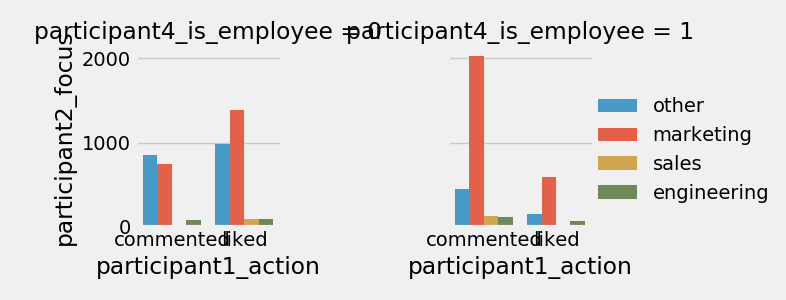 participant4_is_employee = 0
participant4_is_employee = 1
participant2_focus
2000
1000
0
commented
liked
commented
liked
participant1_action
participant1_action
other
marketing
sales
engineering